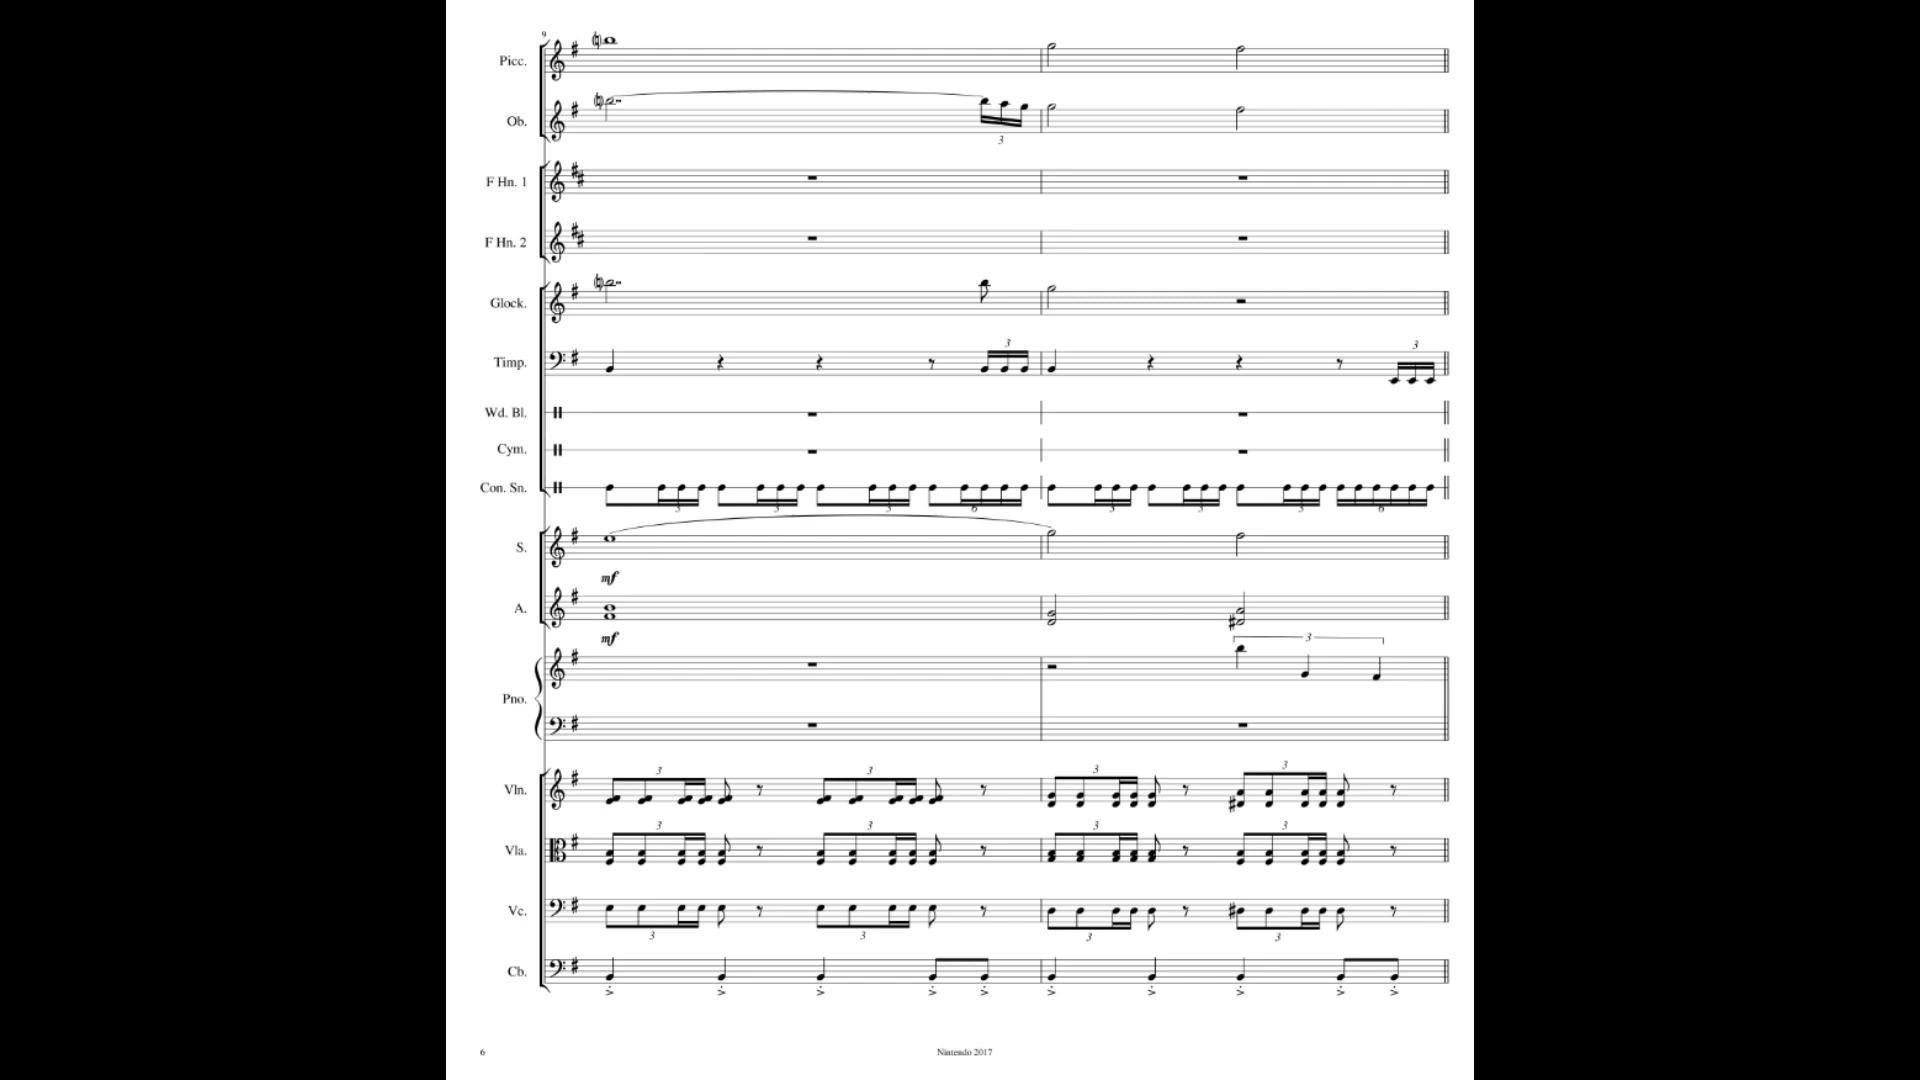 9
Picc.
Ob.
3
F Hn. 1
F Hn. 2
Glock.
Timp.
3
3
Wd. Bl.
Cym.
Con. Sn.
3 3 3 6 3 3 3 6
S.
mf
A.
mf
3
Pno.
Vln.
3 3 3 3
Vla.
3 3 3 3
Vc.
3 3 3 3
Cb.
6
Nintendo 2017